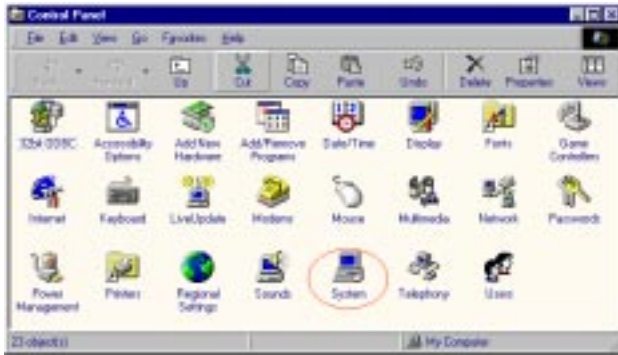 Control Panel
File Edit View Go Favorites Help
Up Cut Copy Paste Undo Delete Properties Views
32bit ODBC Accessibility Options Add New Hardware Add/Remove Programs Date/Time Display Fonts Game Controllers
Internet Keyboard LiveUpdate Modems Mouse Multimedia Network Passwords
Power Management Printers Regional Settings Sounds System Telephony Users
23 object(s) My Computer